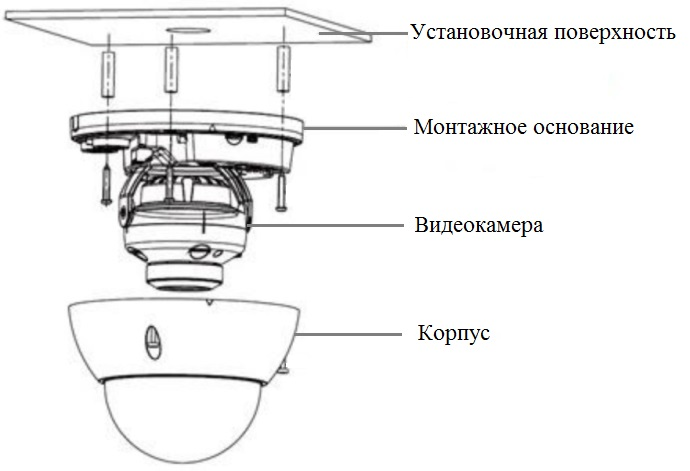 Установочная поверхность
Монтажное основание
Видеокамера
Корпус